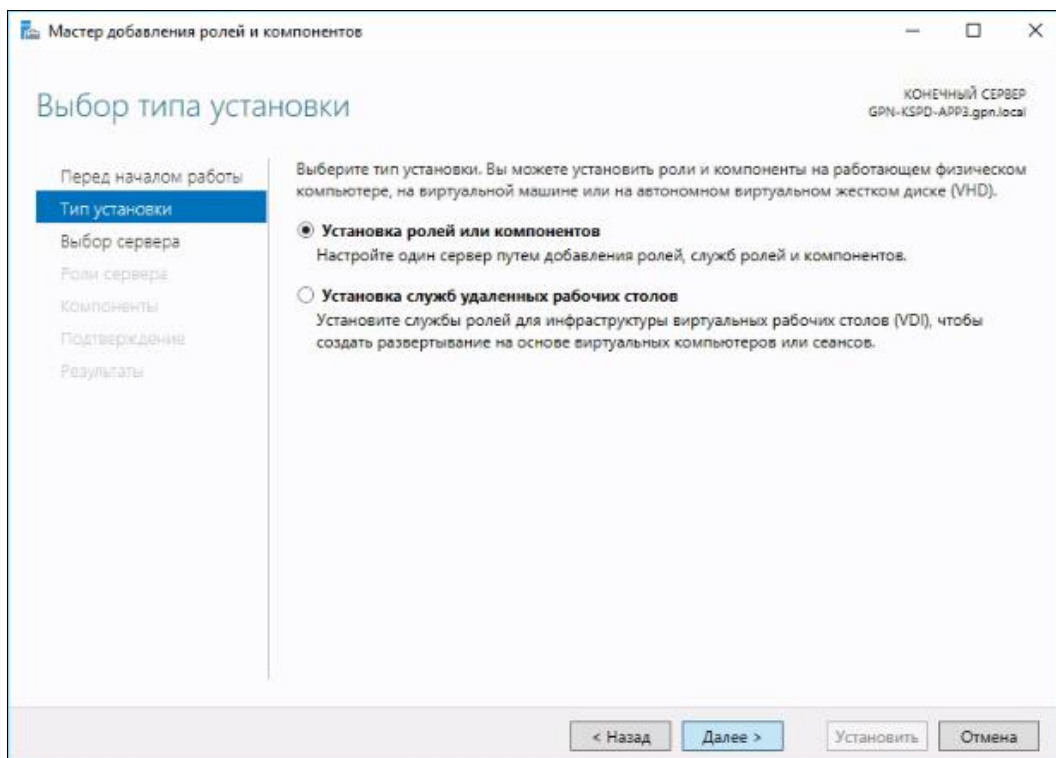 Мастер добавления ролей и компонентов
Выбор типа установки
КОНЕЧНЫЙ СЕРВЕР
GPN-KSPD-APP3.gpn.local
Перед началом работы
Тип установки
Выбор сервера
Роли сервера
Компоненты
Подтверждение
Результаты
Выберите тип установки. Вы можете установить роли и компоненты на работающем физическом
компьютере, на виртуальной машине или на автономном виртуальном жестком диске (VHD).
Установка ролей или компонентов
Настройте один сервер путем добавления ролей, служб ролей и компонентов.
Установка служб удаленных рабочих столов
Установите службы ролей для инфраструктуры виртуальных рабочих столов (VDI), чтобы
создать развертывание на основе виртуальных компьютеров или сеансов.
< Назад Далее > Установить Отмена